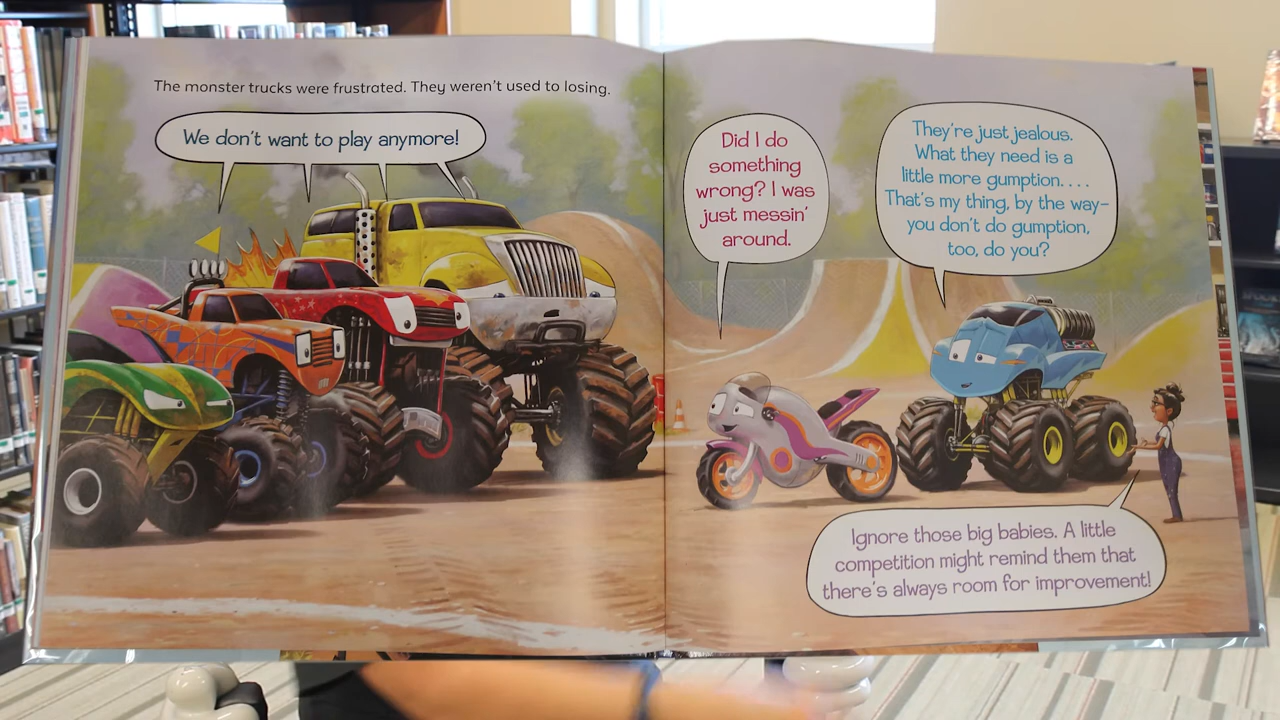 The monster trucks were frustrated. They weren't used to losing.
We don't want to play anymore!
Did I do
something
wrong? I was
just messin'
around.
They're just jealous.
What they need is a
little more gumption. . . .
That's my thing, by the way–
you don't do gumption,
too, do you?
Ignore those big babies. A little
competition might remind them that
there's always room for improvement!